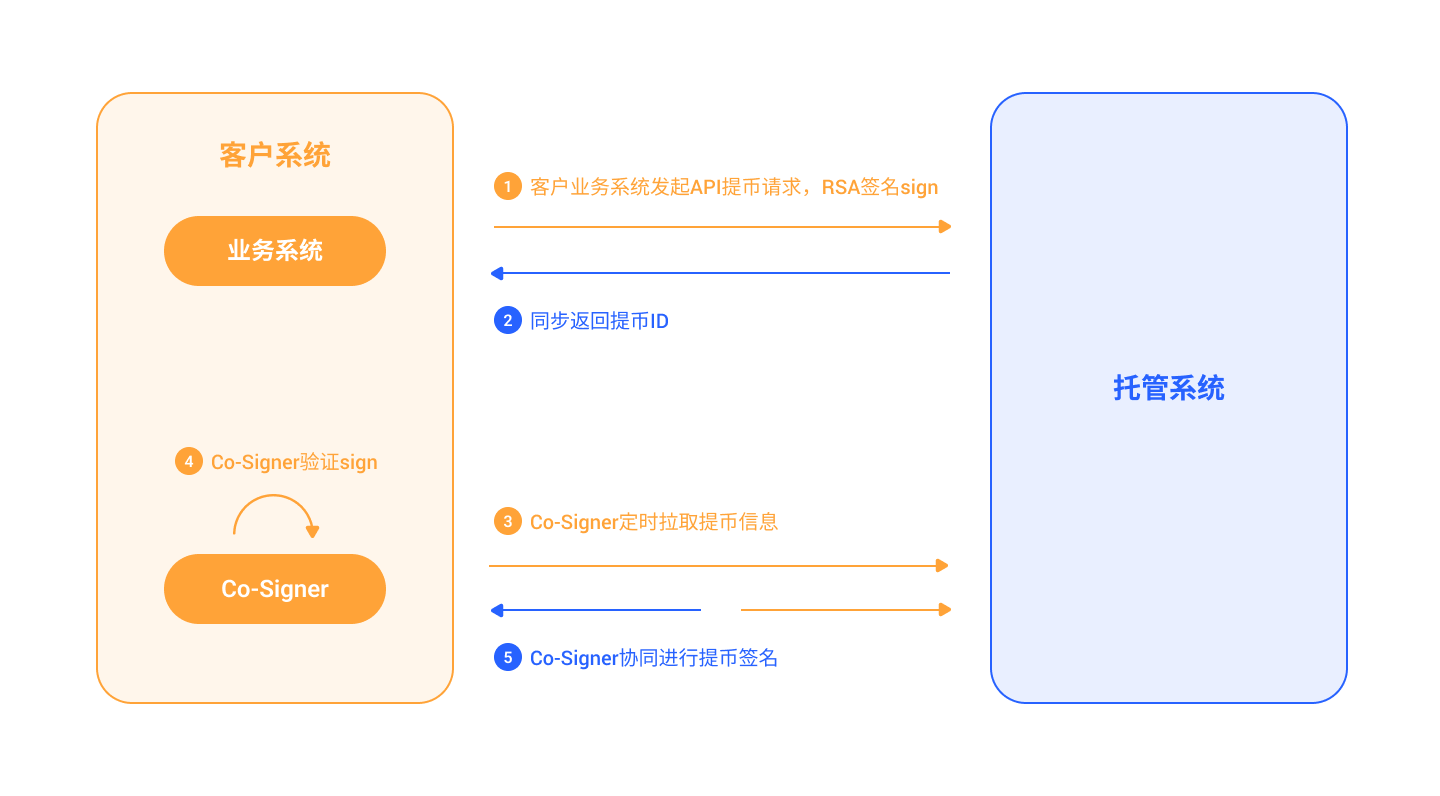 客户系统
业务系统
1 客户业务系统发起API提币请求，RSA签名sign
2 同步返回提币ID
托管系统
4 Co-Signer验证sign
3 Co-Signer定时拉取提币信息
Co-Signer
5 Co-Signer协同进行提币签名